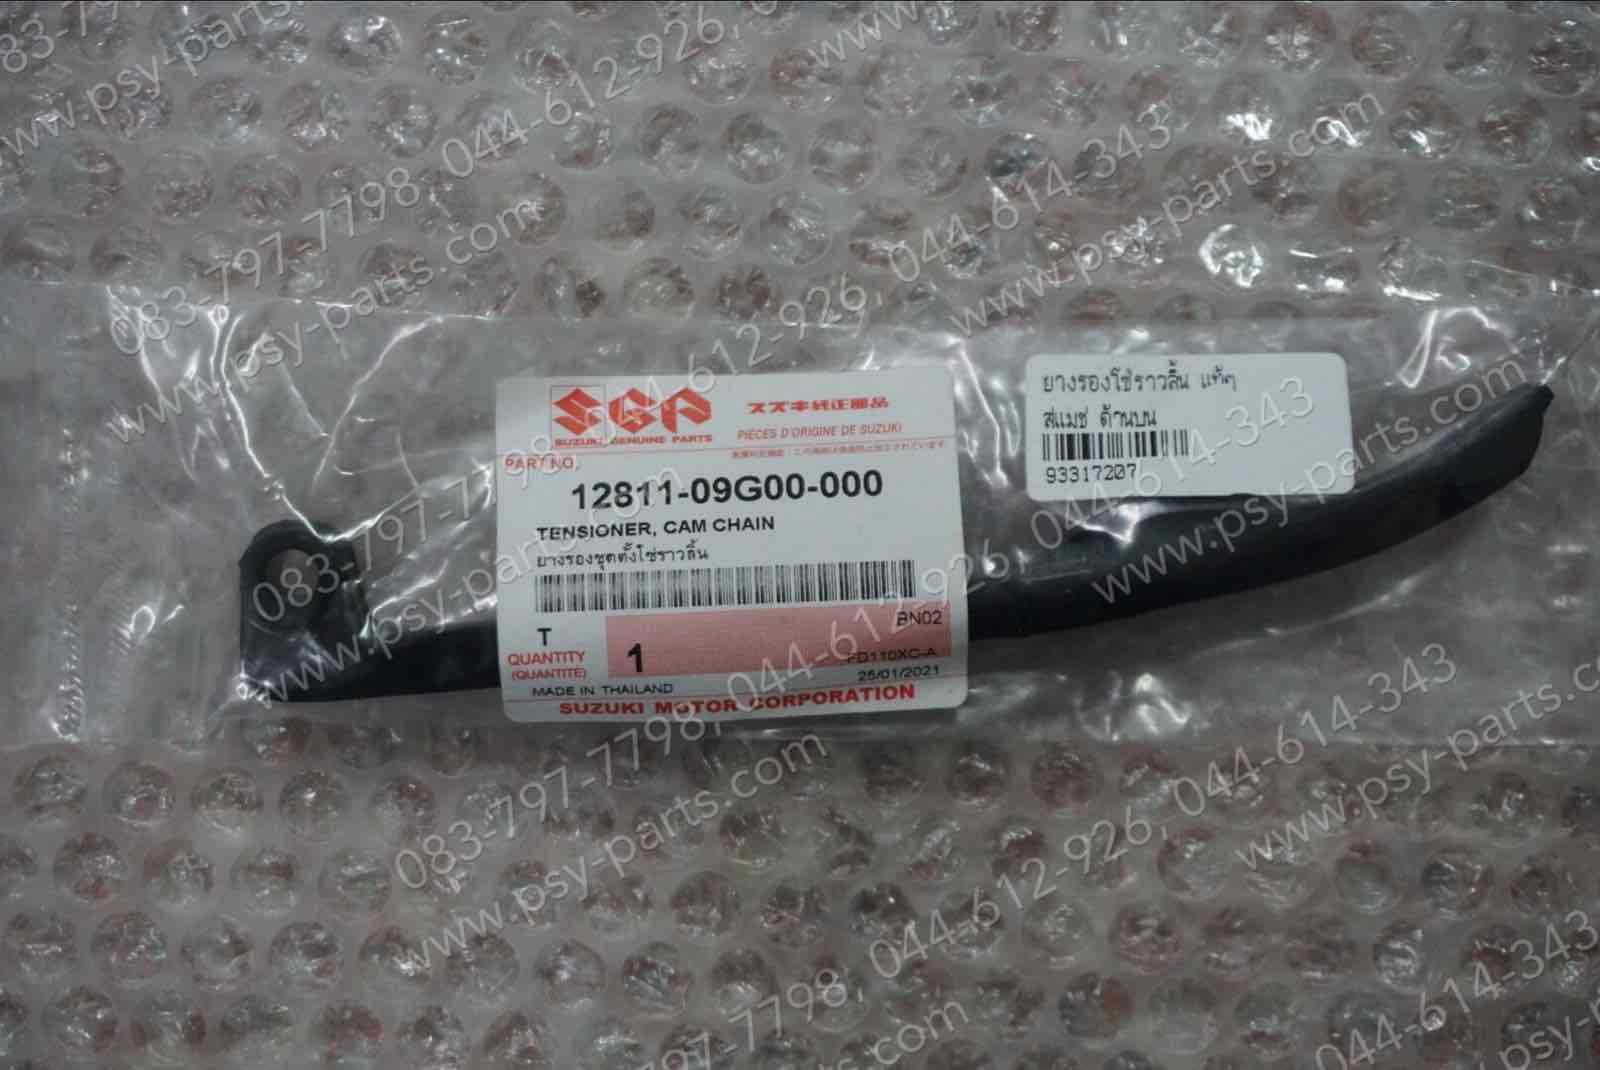 SGP
SUZUKI GENUINE PARTS
スズキ純正部品
PIECES D'ORIGINE DE SUZUKI
PART NO.
12811-09G00-000
TENSIONER, CAM CHAIN
ยางรองชุดตั้งโซ่ราวลิ้น
T
BN02
QUANTITY
(QUANTITE)
1
FD110XC-A
25/01/2021
MADE IN THAILAND
SUZUKI MOTOR CORPORATION
ยางรองโซ่ราวลิ้น แท้ๆ
สแมช ด้านบน
93317207
083-797-7798, 044-612-926, 044-614-343
www.psy-parts.com